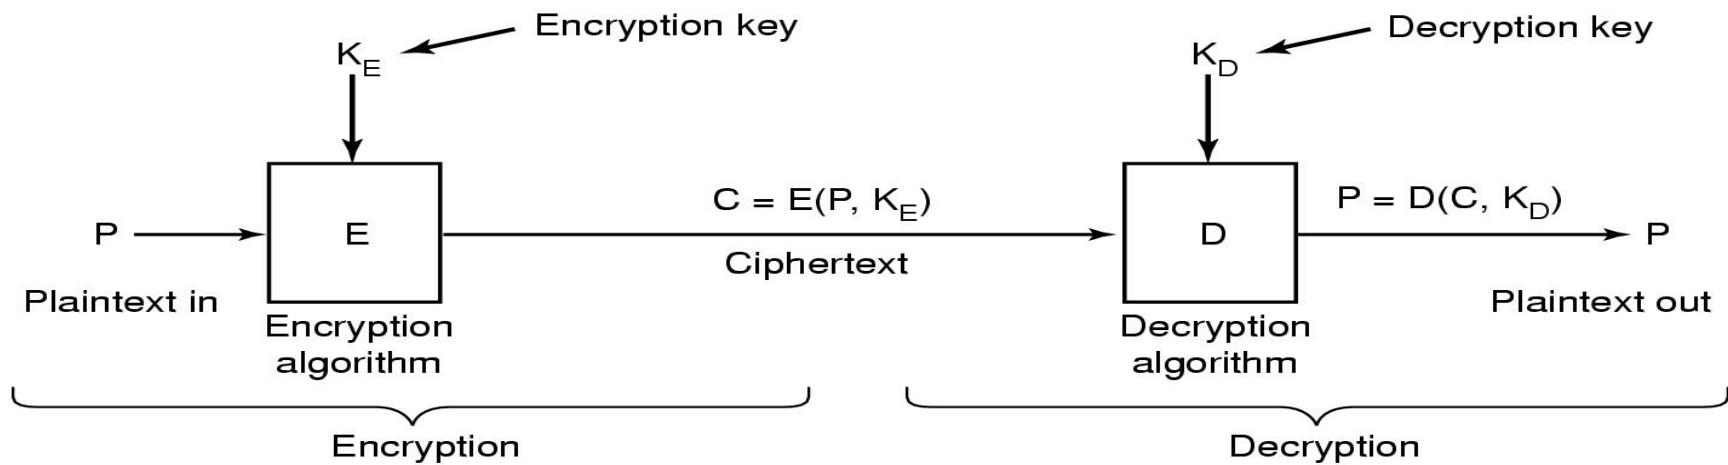 Encryption key
K_E
Decryption key
K_D
P
Plaintext in
E
Encryption
algorithm
C = E(P, K_E)
Ciphertext
D
Decryption
algorithm
P = D(C, K_D)
P
Plaintext out
Encryption
Decryption